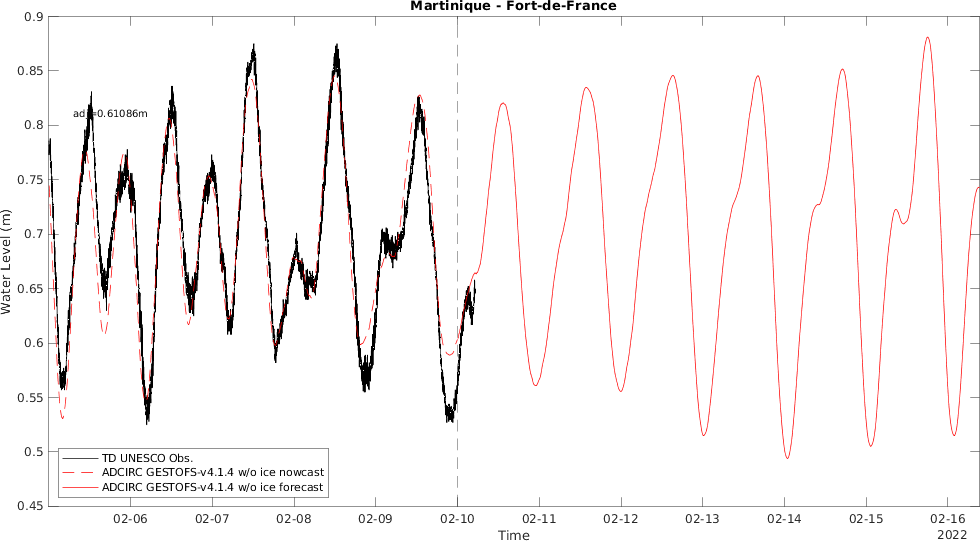 Martinique - Fort-de-France
0.9
0.85
0.8
0.75
0.7
0.65
0.6
0.55
0.5
0.45
Water Level (m)
=0.61086m
TD UNESCO Obs.
ADCIRC GESTOFS-v4.1.4 w/o ice nowcast
ADCIRC GESTOFS-v4.1.4 w/o ice forecast
02-06 02-07 02-08 02-09 02-10 02-11 02-12 02-13 02-14 02-15 02-16
Time
2022